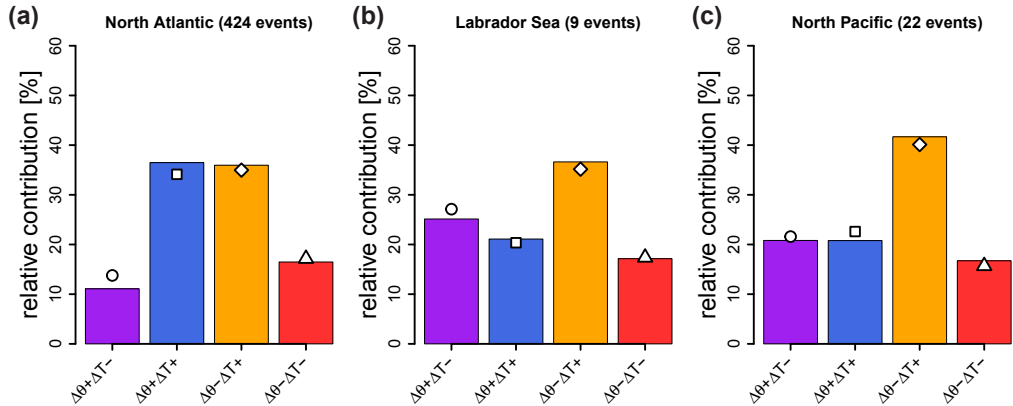 (a) North Atlantic (424 events)
relative contribution [%]
0 10 20 30 40 50 60
Δθ+ΔT− Δθ+ΔT+ Δθ−ΔT+ Δθ−ΔT−
(b) Labrador Sea (9 events)
relative contribution [%]
0 10 20 30 40 50 60
Δθ+ΔT− Δθ+ΔT+ Δθ−ΔT+ Δθ−ΔT−
(c) North Pacific (22 events)
relative contribution [%]
0 10 20 30 40 50 60
Δθ+ΔT− Δθ+ΔT+ Δθ−ΔT+ Δθ−ΔT−